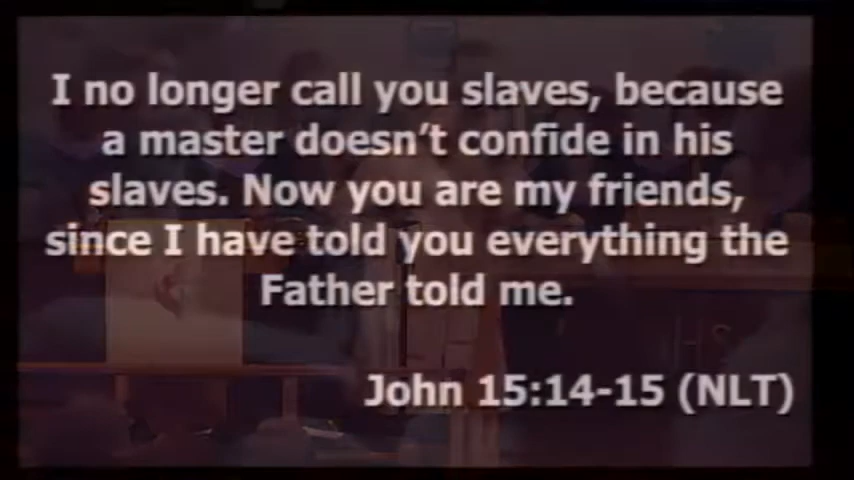 I no longer call you slaves, because
a master doesn't confide in his
slaves. Now you are my friends,
since I have told you everything the
Father told me.
John 15:14-15 (NLT)